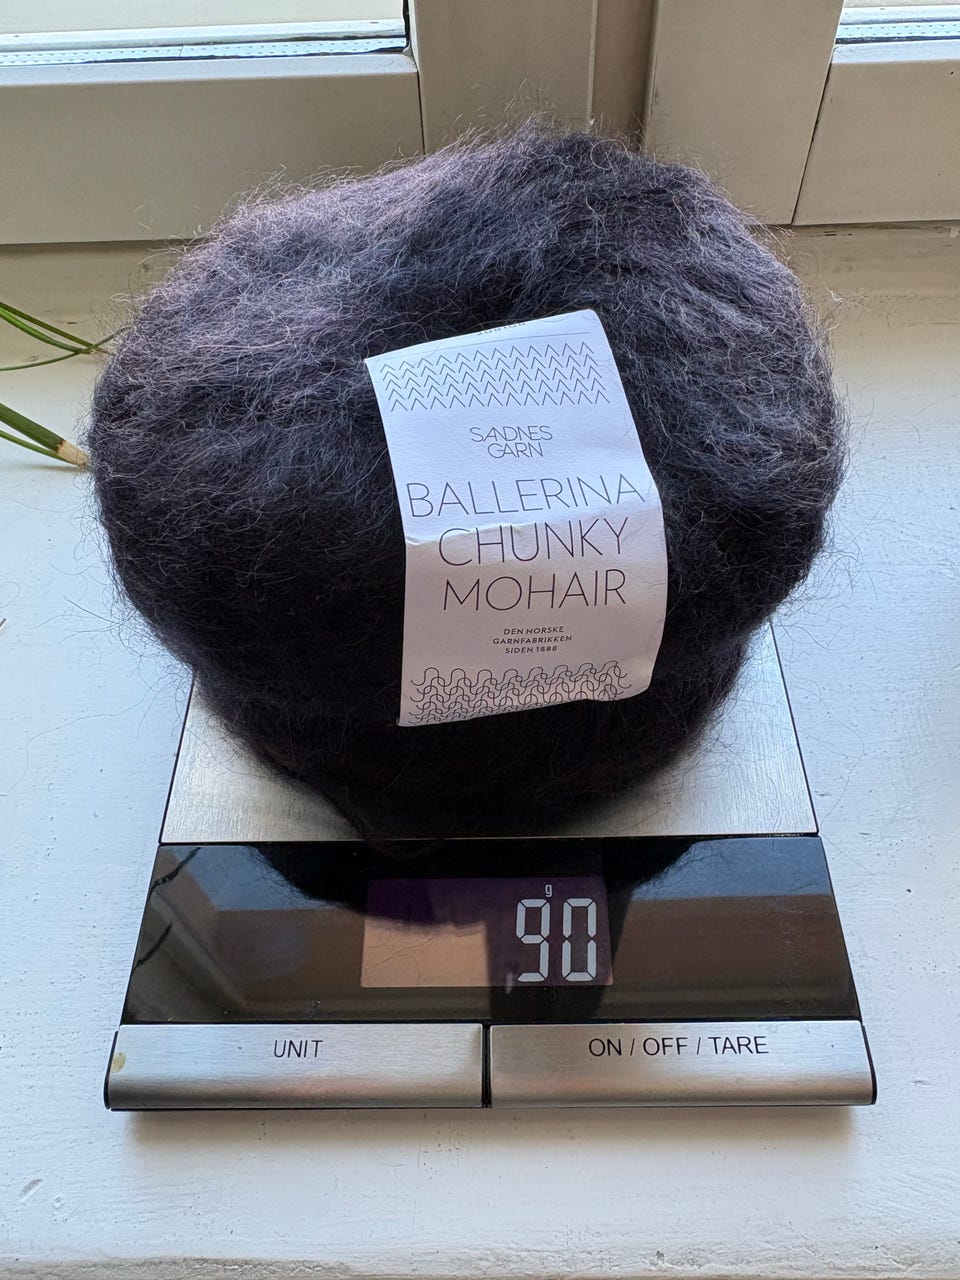 SANDNES
GARN
BALLERINA
CHUNKY
MOHAIR
DEN NORSKE
GARNFABRIKKEN
SIDEN 1888
g
90
UNIT
ON / OFF / TARE